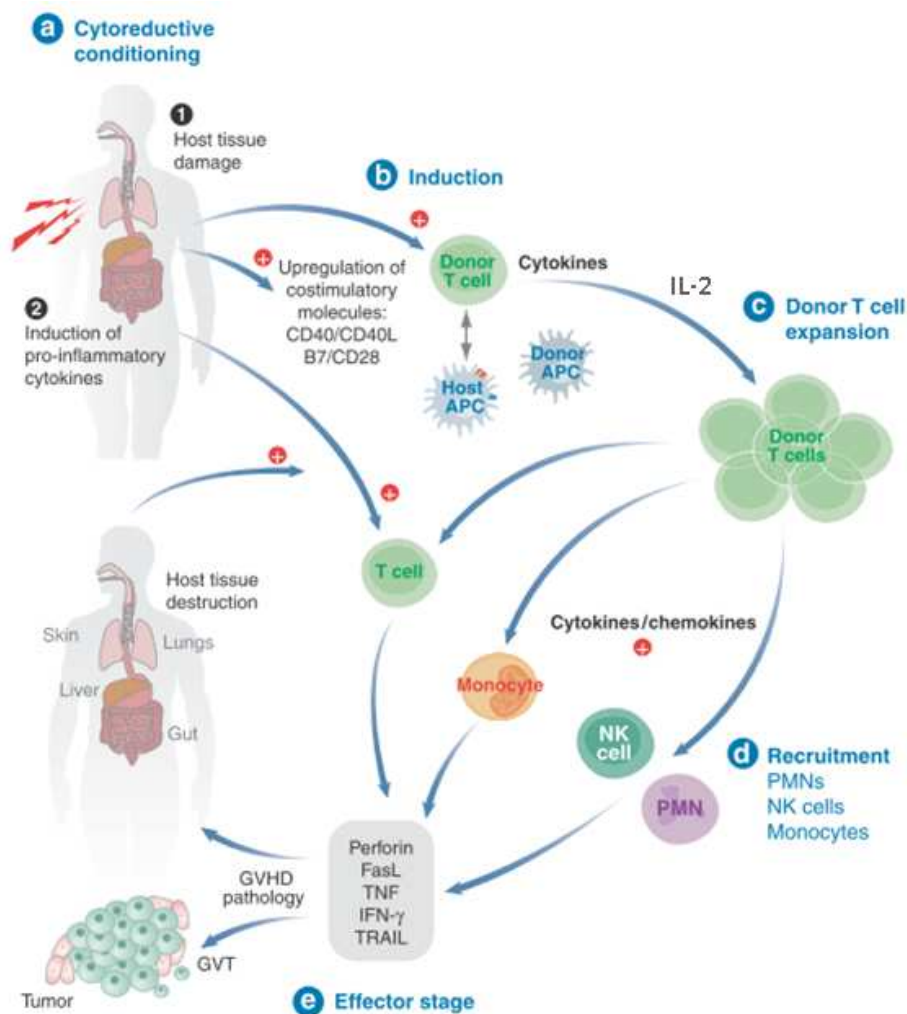 a Cytoreductive
conditioning
1
Host tissue
damage
b Induction
+
+
Upregulation of
costimulatory
molecules:
CD40/CD40L
B7/CD28
Donor
T cell
Cytokines
IL-2
c Donor T cell
expansion
2
Induction of
pro-inflammatory
cytokines
Host
APC
Donor
APC
Donor
T cells
+
+
T cell
Host tissue
destruction
Skin
Lungs
Liver
Gut
Cytokines/chemokines
+
Monocyte
NK
cell
PMN
d Recruitment
PMNs
NK cells
Monocytes
Perforin
FasL
TNF
IFN-γ
TRAIL
GVHD
pathology
GVT
Tumor
e Effector stage